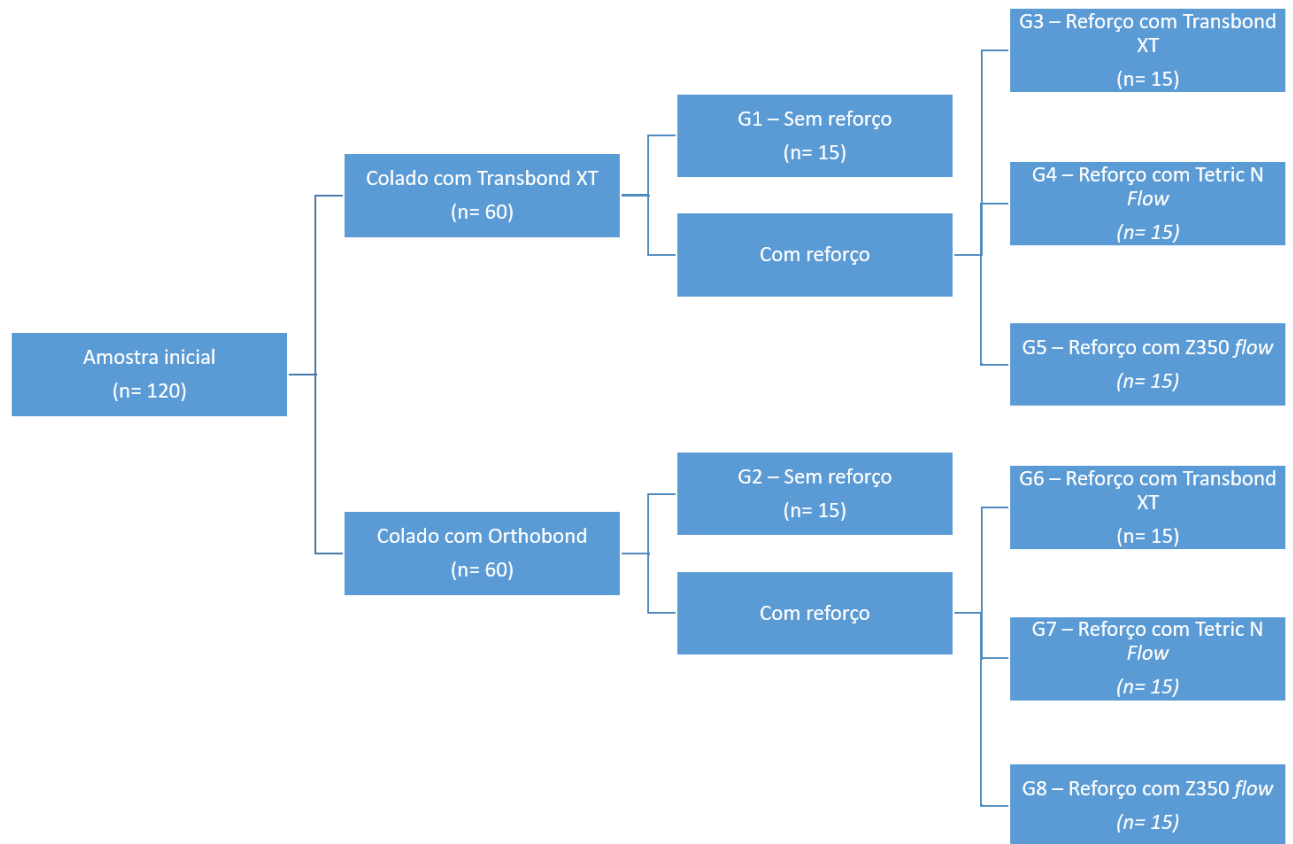 Amostra inicial
(n= 120)
Colado com Transbond XT
(n= 60)
G1 – Sem reforço
(n= 15)
Com reforço
G3 – Reforço com Transbond
XT
(n= 15)
G4 – Reforço com Tetric N
Flow
(n= 15)
G5 – Reforço com Z350 flow
(n= 15)
Colado com Orthobond
(n= 60)
G2 – Sem reforço
(n= 15)
Com reforço
G6 – Reforço com Transbond
XT
(n= 15)
G7 – Reforço com Tetric N
Flow
(n= 15)
G8 – Reforço com Z350 flow
(n= 15)